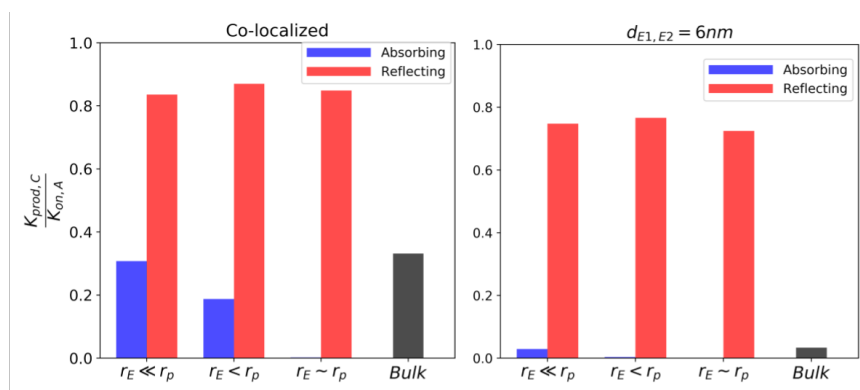 Co-localized
Absorbing
Reflecting
1.0
0.8
0.6
0.4
0.2
0.0
K_{prod,C}
K_{on,A}
r_E ≪ r_p
r_E < r_p
r_E ∼ r_p
Bulk
d_{E1,E2} = 6nm
Absorbing
Reflecting
1.0
0.8
0.6
0.4
0.2
0.0
r_E ≪ r_p
r_E < r_p
r_E ∼ r_p
Bulk